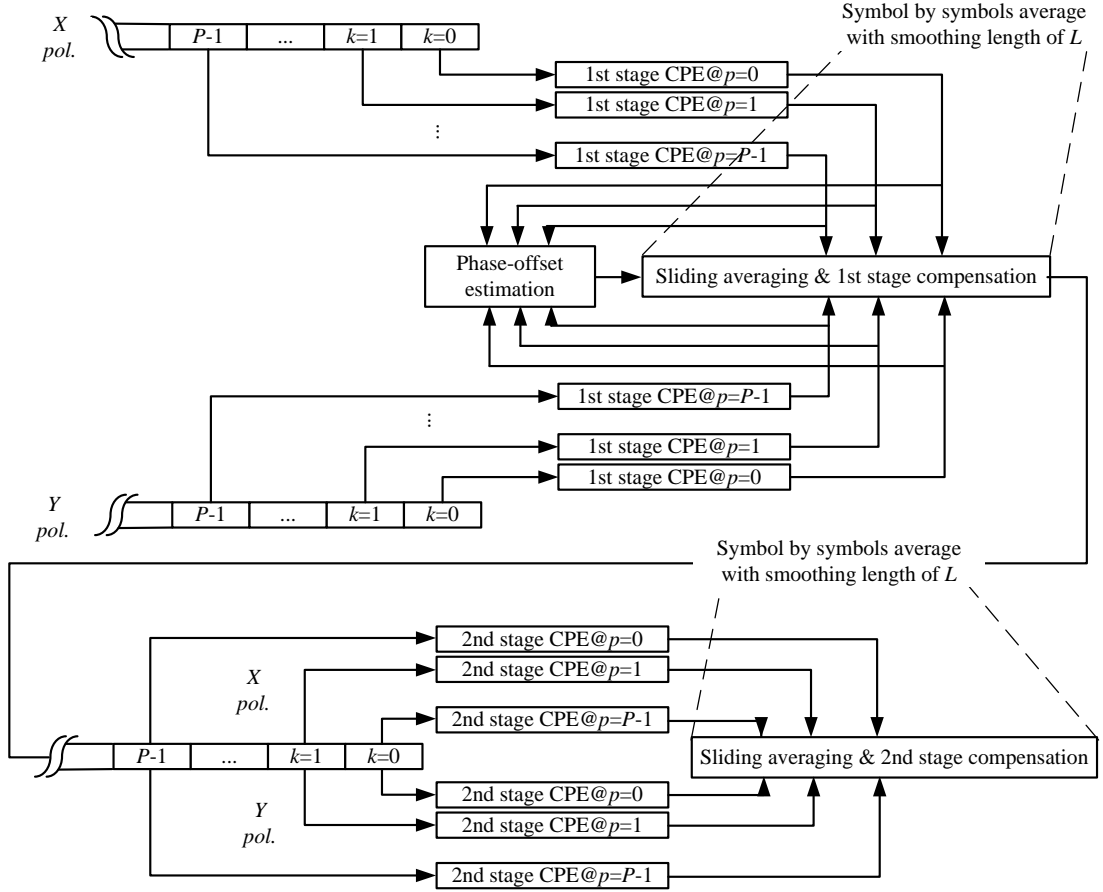 X
pol.
P-1 ... k=1 k=0
Symbol by symbols average
with smoothing length of L
1st stage CPE@p=0
1st stage CPE@p=1
...
1st stage CPE@p=P-1
Phase-offset
estimation
Sliding averaging & 1st stage compensation
1st stage CPE@p=P-1
...
1st stage CPE@p=1
1st stage CPE@p=0
Y
pol.
P-1 ... k=1 k=0
Symbol by symbols average
with smoothing length of L
2nd stage CPE@p=0
2nd stage CPE@p=1
X
pol.
2nd stage CPE@p=P-1
P-1 ... k=1 k=0
Sliding averaging & 2nd stage compensation
2nd stage CPE@p=0
Y
pol.
2nd stage CPE@p=1
2nd stage CPE@p=P-1